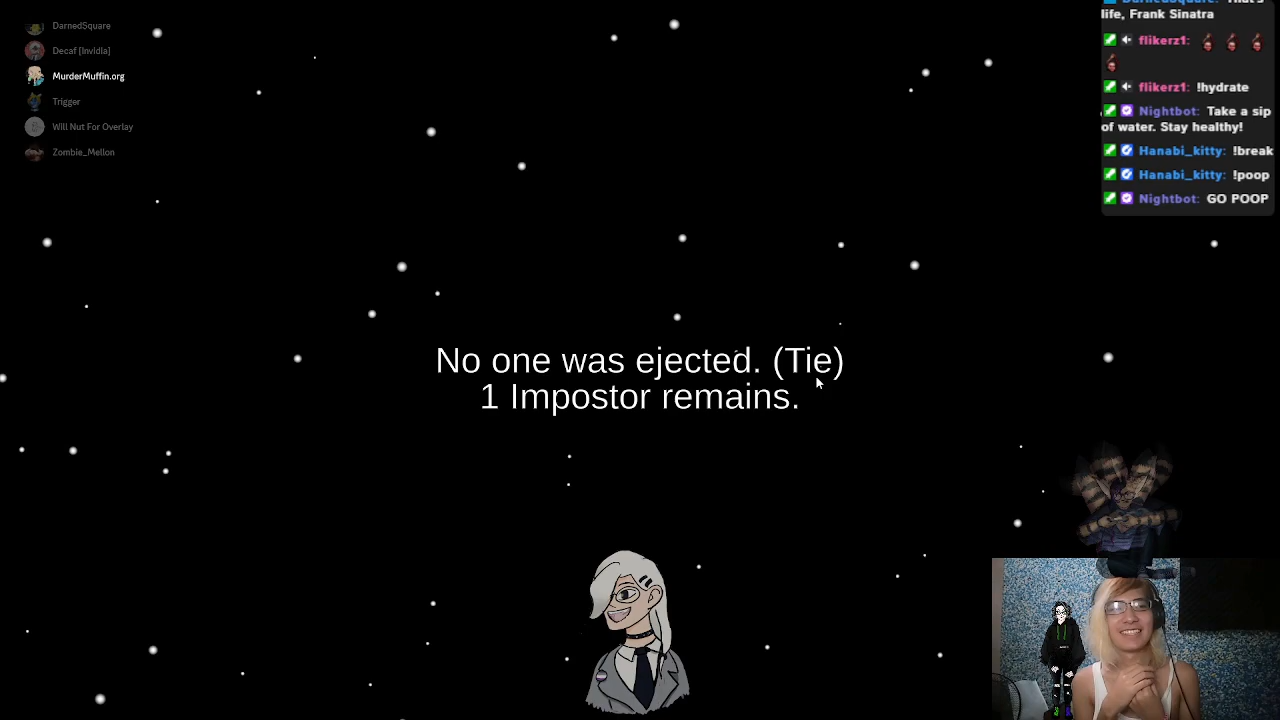 DarnedSquare
Decaf [Invidia]
MurderMuffin.org
Trigger
Will Nut For Overlay
Zombie_Mellon
DarnedSquare: That's
life, Frank Sinatra
flikerz1:
flikerz1: !hydrate
Nightbot: Take a sip
of water. Stay healthy!
Hanabi_kitty: !break
Hanabi_kitty: !poop
Nightbot: GO POOP
No one was ejected. (Tie)
1 Impostor remains.